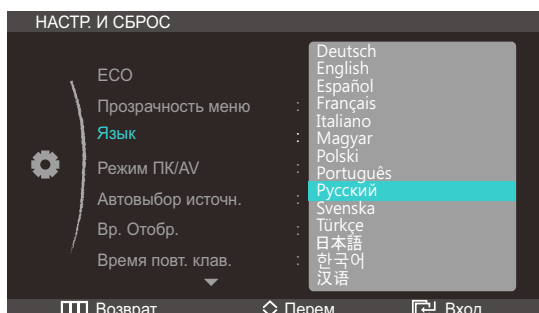 НАСТР. И СБРОС
ECO
Прозрачность меню :
Язык :
Режим ПК/AV :
Автовыбор источн. :
Вр. Отобр. :
Время повт. клав. :
Deutsch
English
Español
Français
Italiano
Magyar
Polski
Português
Русский
Svenska
Türkçe
日本語
한국어
汉语
Возврат
Перем
Вход